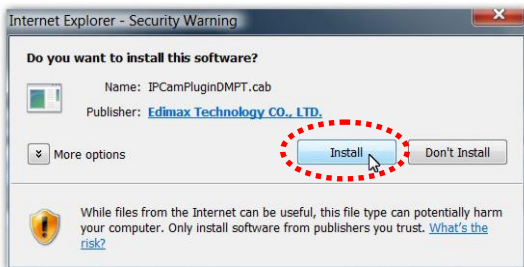 Internet Explorer - Security Warning
Do you want to install this software?
Name: IPCamPluginDMPT.cab
Publisher: Edimax Technology CO., LTD.
More options
Install
Don't Install
While files from the Internet can be useful, this file type can potentially harm
your computer. Only install software from publishers you trust. What's the
risk?